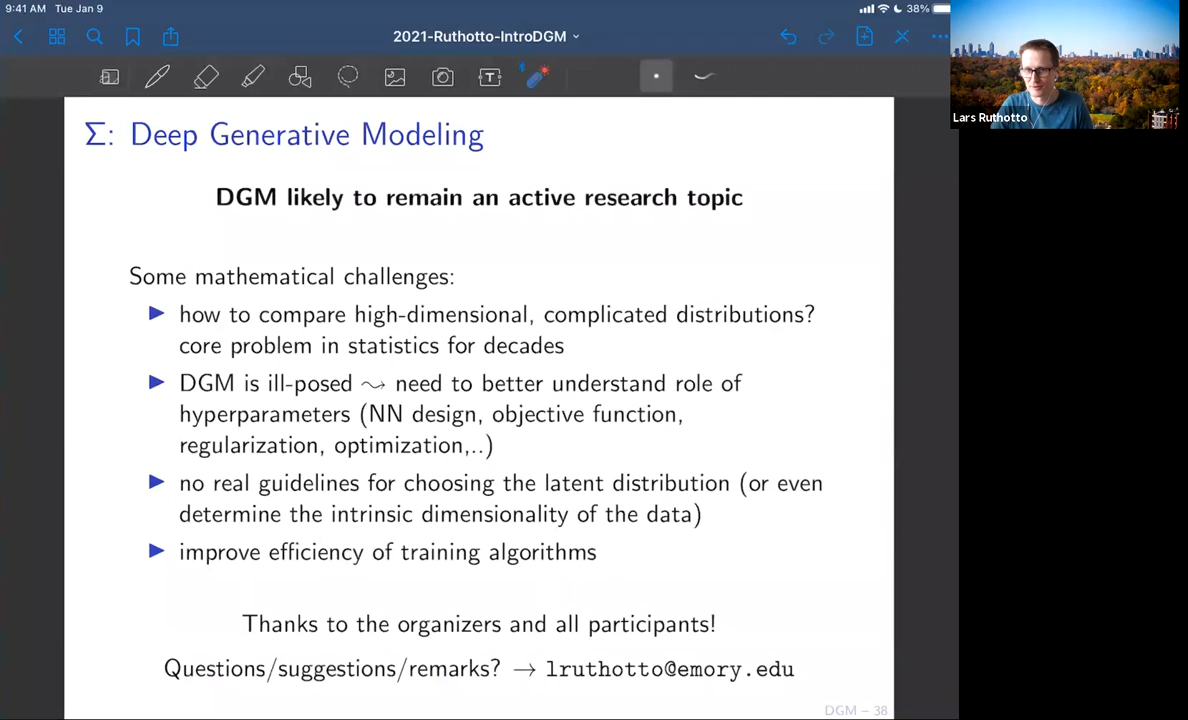 9:41 AM Tue Jan 9
38%
2021-Ruthotto-IntroDGM
T
Lars Ruthotto
Σ: Deep Generative Modeling
DGM likely to remain an active research topic
Some mathematical challenges:
▶ how to compare high-dimensional, complicated distributions?
core problem in statistics for decades
▶ DGM is ill-posed ⤳ need to better understand role of
hyperparameters (NN design, objective function,
regularization, optimization,..)
▶ no real guidelines for choosing the latent distribution (or even
determine the intrinsic dimensionality of the data)
▶ improve efficiency of training algorithms
Thanks to the organizers and all participants!
Questions/suggestions/remarks? → lruthotto@emory.edu
DGM – 38